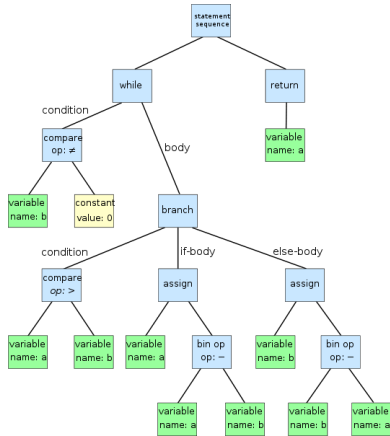 statement
sequence
while
return
condition
body
compare
op: ≠
variable
name: a
variable
name: b
constant
value: 0
branch
condition
if-body
else-body
compare
op: >
assign
assign
variable
name: a
variable
name: b
variable
name: a
bin op
op: −
variable
name: b
bin op
op: −
variable
name: a
variable
name: b
variable
name: b
variable
name: a